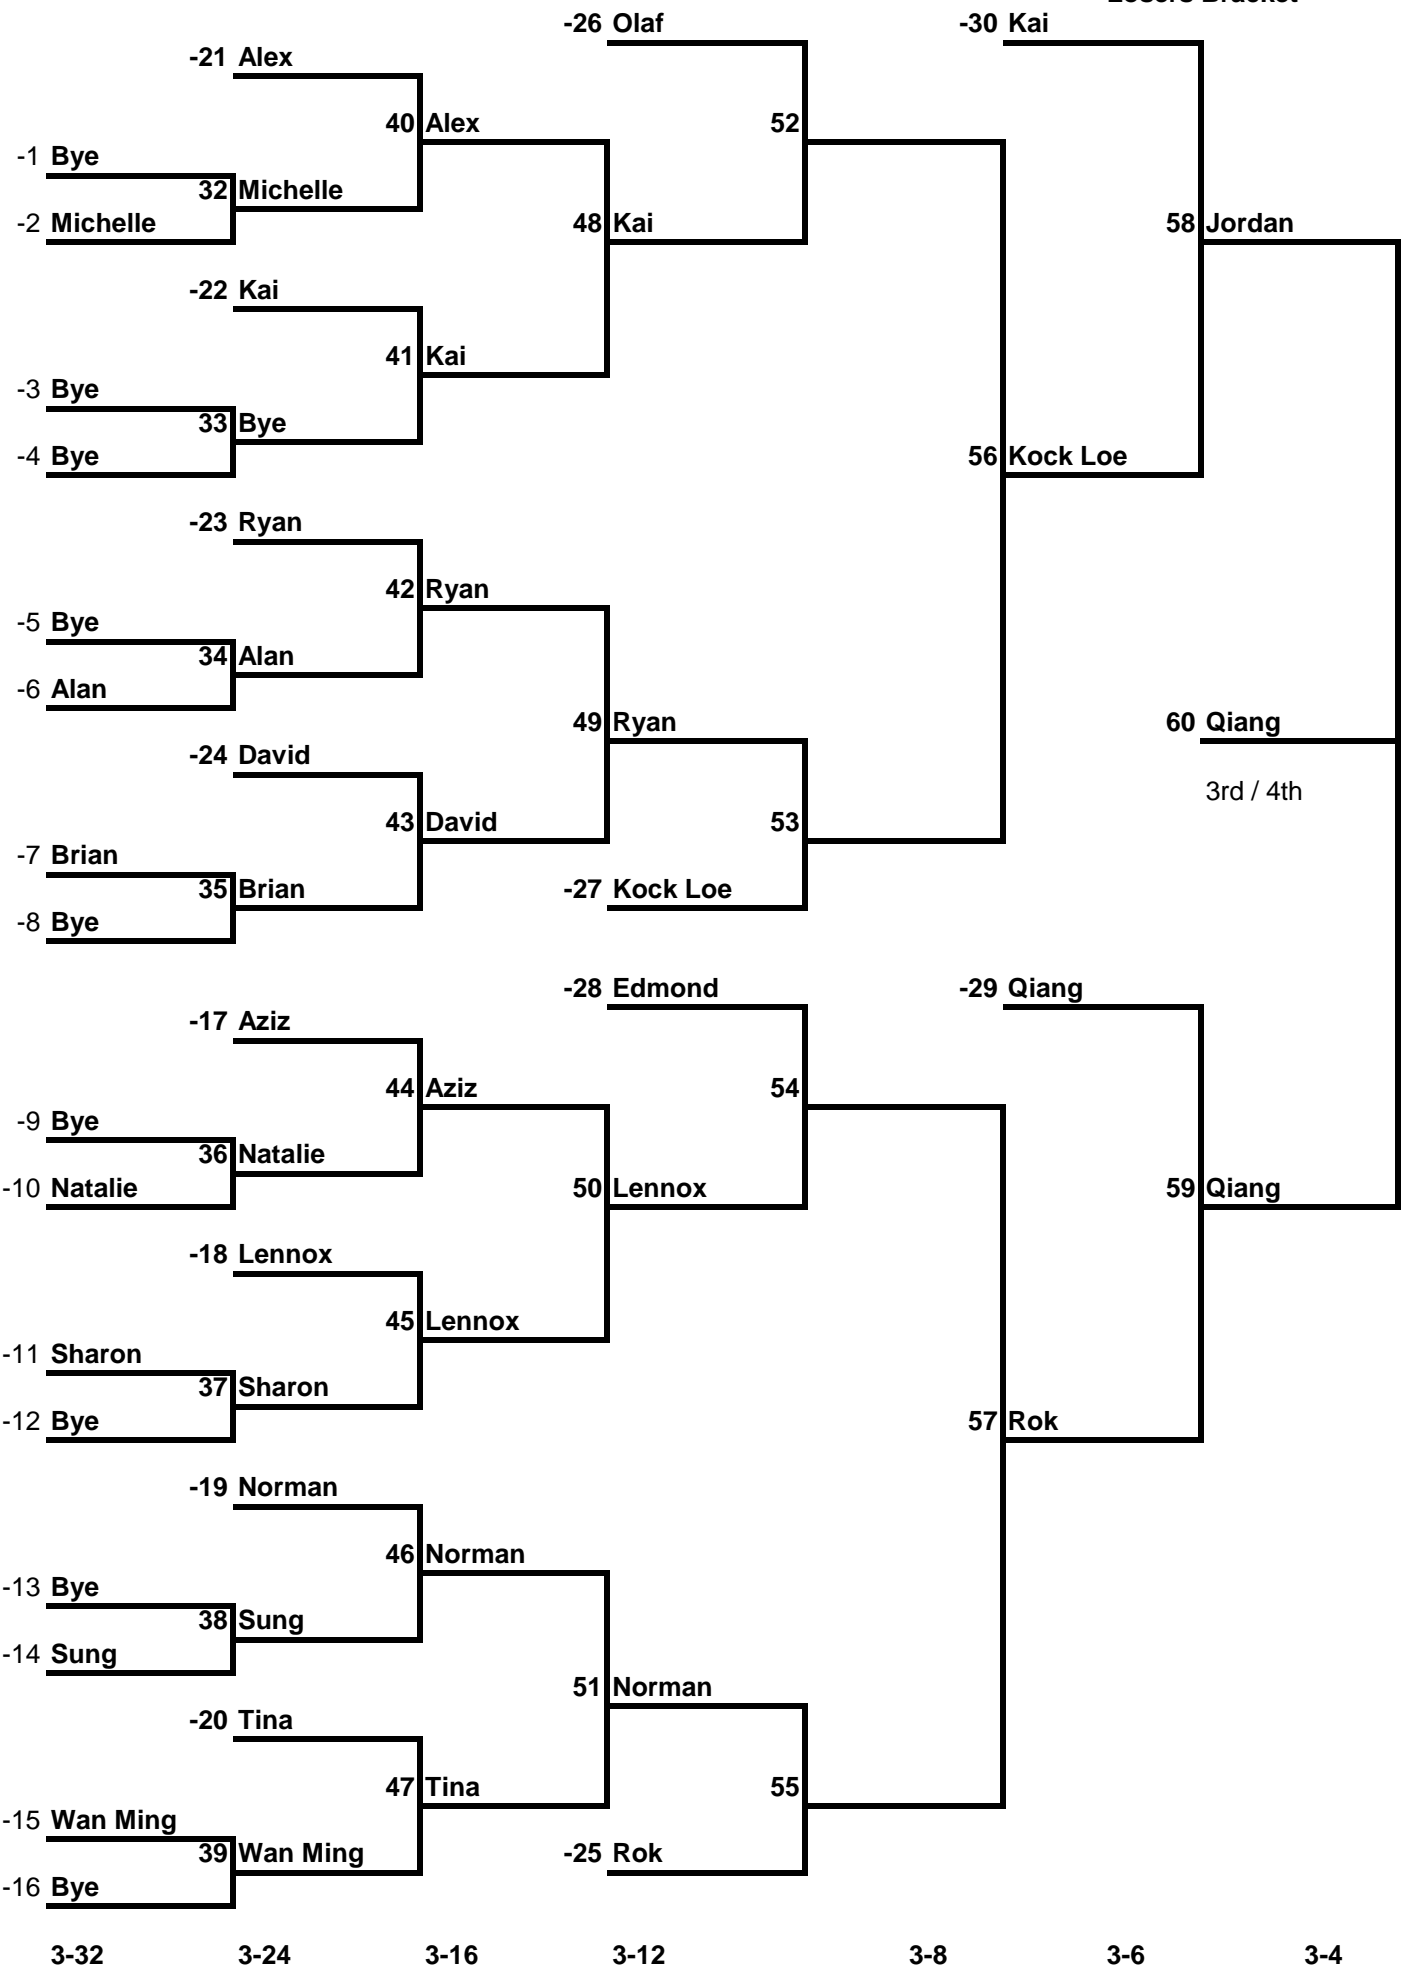 Losers Bracket
-26 Olaf
-30 Kai
-21 Alex
40 Alex
52
-1 Bye
32 Michelle
-2 Michelle
48 Kai
58 Jordan
-22 Kai
41 Kai
-3 Bye
33 Bye
-4 Bye
56 Kock Loe
-23 Ryan
42 Ryan
-5 Bye
34 Alan
-6 Alan
49 Ryan
60 Qiang
-24 David
3rd / 4th
43 David
53
-7 Brian
35 Brian
-27 Kock Loe
-8 Bye
-28 Edmond
-29 Qiang
-17 Aziz
44 Aziz
54
-9 Bye
36 Natalie
-10 Natalie
50 Lennox
59 Qiang
-18 Lennox
45 Lennox
-11 Sharon
37 Sharon
-12 Bye
57 Rok
-19 Norman
46 Norman
-13 Bye
38 Sung
-14 Sung
51 Norman
-20 Tina
47 Tina
55
-15 Wan Ming
39 Wan Ming
-25 Rok
-16 Bye
3-32 3-24 3-16 3-12 3-8 3-6 3-4